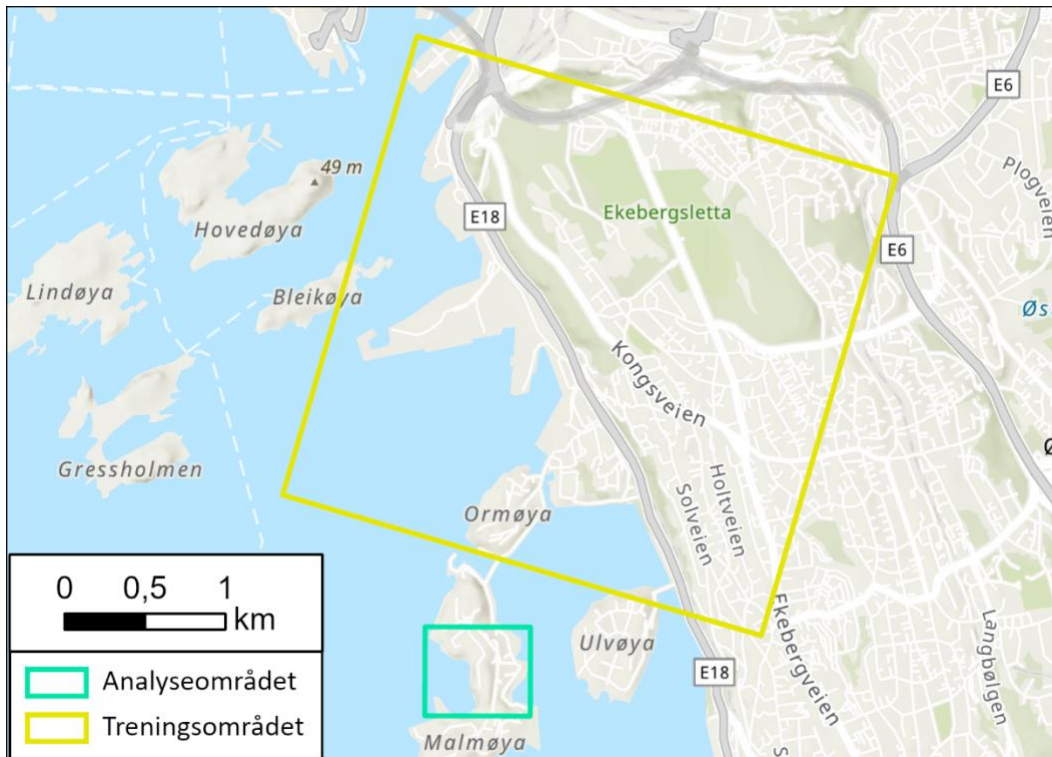 E6
Plogveien
49 m
Hovedøya
E18
Ekebergsletta
E6
Lindøya
Bleikøya
Øs
Kongsveien
Gressholmen
Ormøya
Holtveien
Solveien
Ø
0 0,5 1
km
Ekebergveien
Langbølgen
Ulvøya
E18
Analyseområdet
Treningsområdet
Malmøya
S